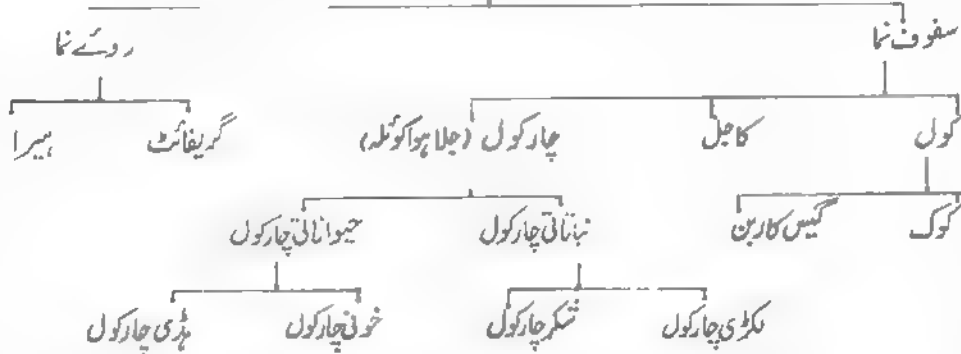 سفوف نما روئے نما
کول کاجل چارکول (جلا ہوا کوئلہ) گریفائٹ ہیرا
کوک گیس کاربن نباتاتی چارکول حیواناتی چارکول
لکڑی چارکول شکر چارکول خونی چارکول ہڈی چارکول